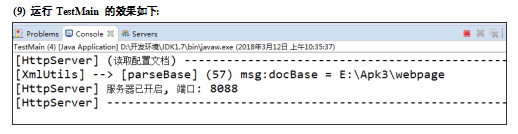 (9) 运行 TestMain 的效果如下:
Problems Console Servers
TestMain (4) [Java Application] D:\开发环境\JDK1.7\bin\javaw.exe (2018年3月12日 上午10:35:37)
[HttpServer] (读取配置文档) ------------------------------------------
[XmlUtils] --> [parseBase] (57) msg:docBase = E:\Apk3\webpage
[HttpServer] 服务器已开启, 端口: 8088
[HttpServer] ---------------------------------------------------------